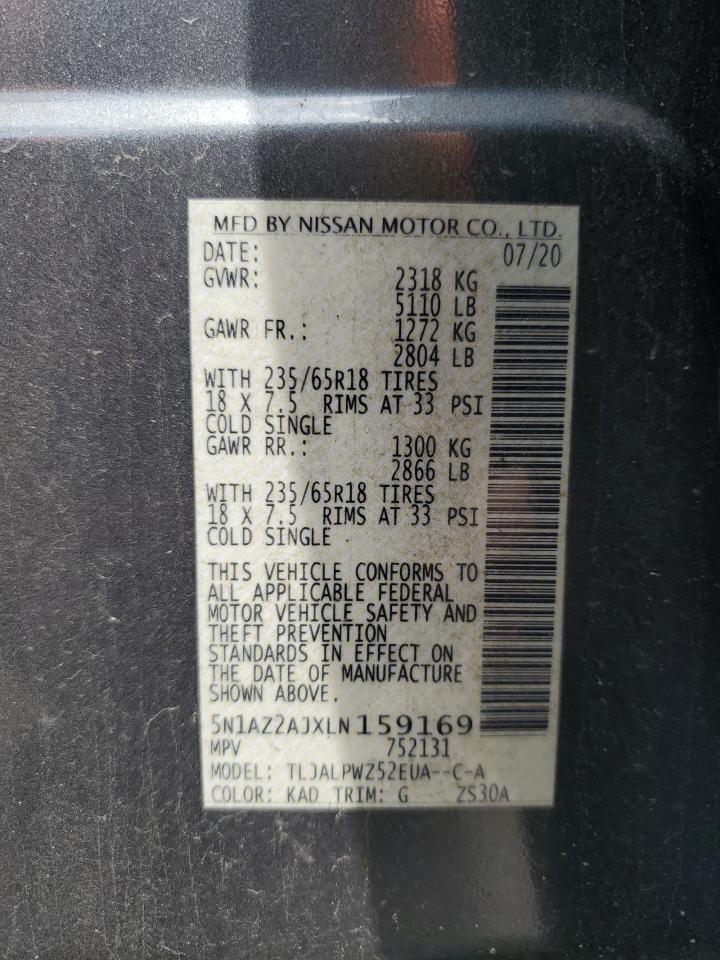 MFD BY NISSAN MOTOR CO., LTD.
DATE: 07/20
GVWR: 2318 KG
5110 LB
GAWR FR.: 1272 KG
2804 LB
WITH 235/65R18 TIRES
18 X 7.5 RIMS AT 33 PSI
COLD SINGLE
GAWR RR.: 1300 KG
2866 LB
WITH 235/65R18 TIRES
18 X 7.5 RIMS AT 33 PSI
COLD SINGLE
THIS VEHICLE CONFORMS TO
ALL APPLICABLE FEDERAL
MOTOR VEHICLE SAFETY AND
THEFT PREVENTION
STANDARDS IN EFFECT ON
THE DATE OF MANUFACTURE
SHOWN ABOVE.
5N1AZ2AJXLN159169
MPV 752131
MODEL: TLJALPWZ52EUA--C-A
COLOR: KAD TRIM: G ZS30A